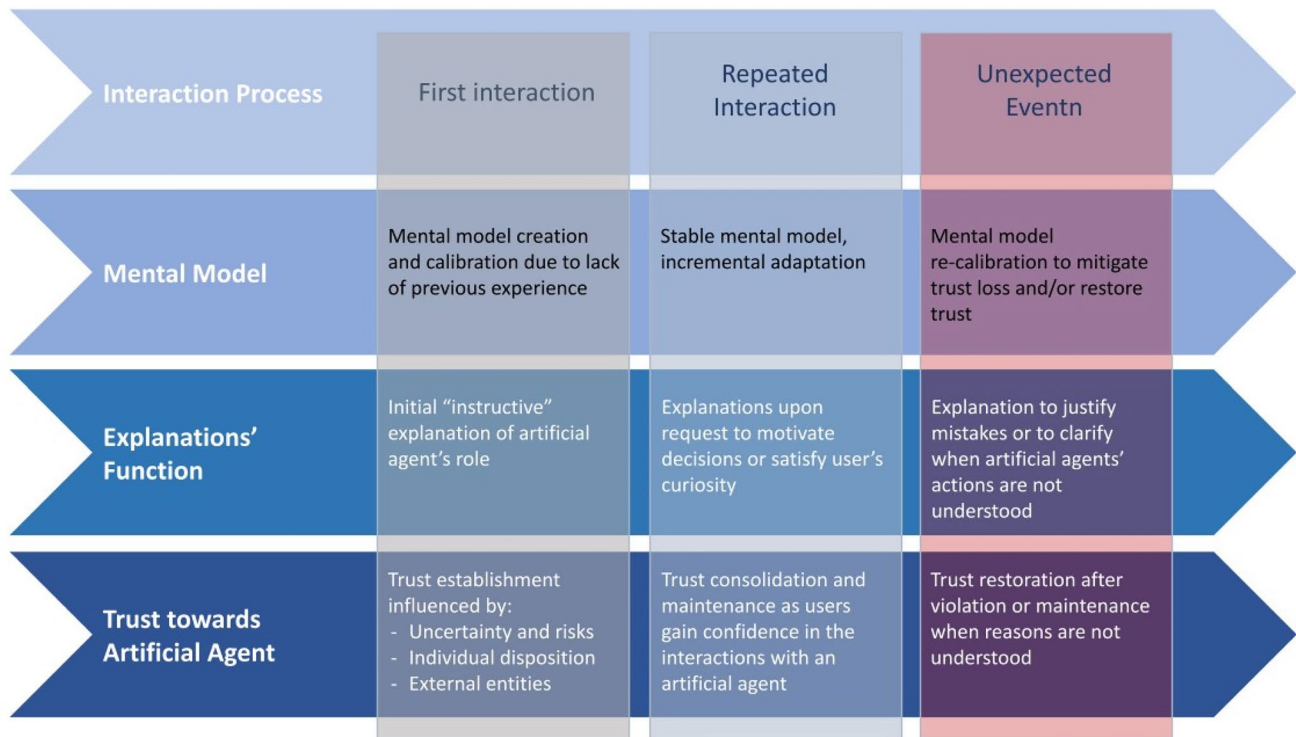 Interaction Process
First interaction
Repeated
Interaction
Unexpected
Eventn
Mental Model
Mental model creation
and calibration due to lack
of previous experience
Stable mental model,
incremental adaptation
Mental model
re-calibration to mitigate
trust loss and/or restore
trust
Explanations’
Function
Initial “instructive”
explanation of artificial
agent’s role
Explanations upon
request to motivate
decisions or satisfy user’s
curiosity
Explanation to justify
mistakes or to clarify
when artificial agents’
actions are not
understood
Trust towards
Artificial Agent
Trust establishment
influenced by:
- Uncertainty and risks
- Individual disposition
- External entities
Trust consolidation and
maintenance as users
gain confidence in the
interactions with an
artificial agent
Trust restoration after
violation or maintenance
when reasons are not
understood